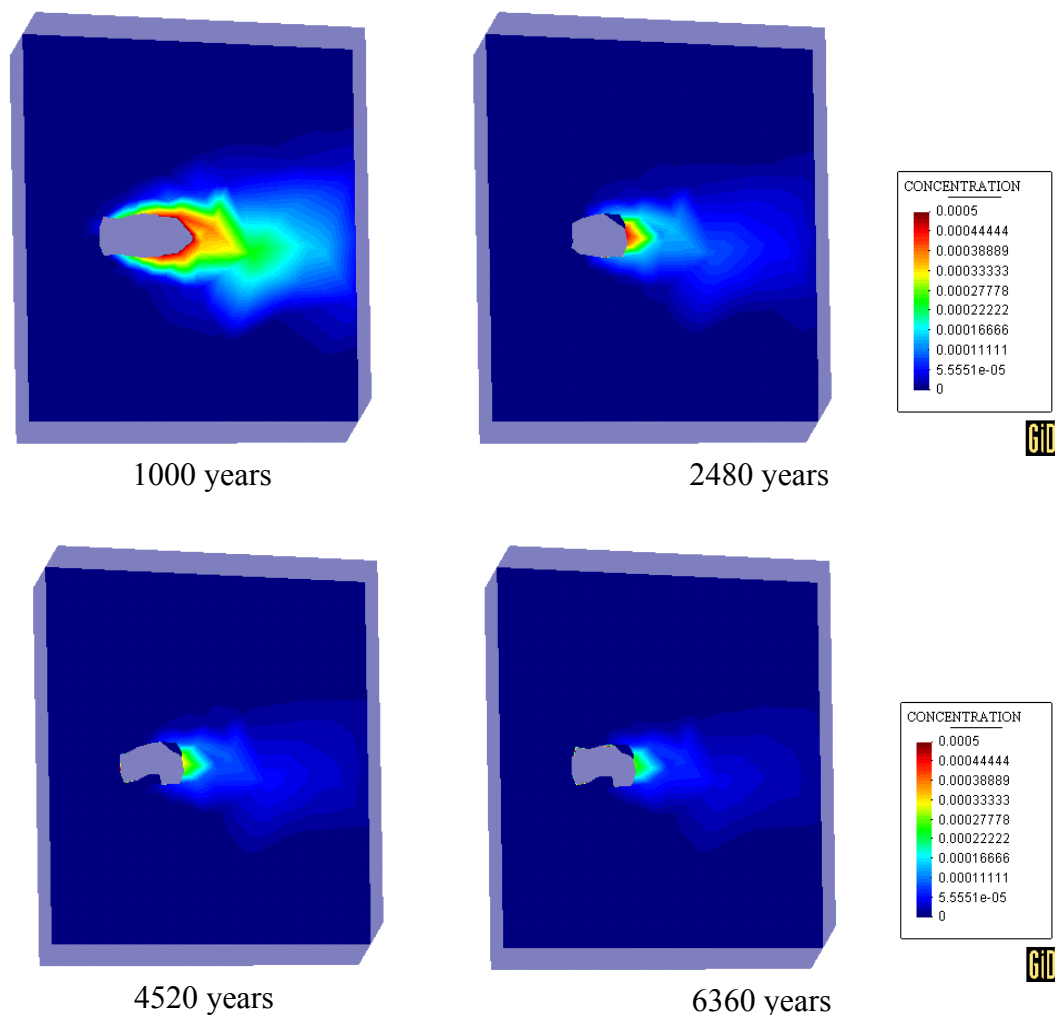 CONCENTRATION
0.0005
0.00044444
0.00038889
0.00033333
0.00027778
0.00022222
0.00016666
0.00011111
5.5551e-05
0
GiD
1000 years
2480 years
CONCENTRATION
0.0005
0.00044444
0.00038889
0.00033333
0.00027778
0.00022222
0.00016666
0.00011111
5.5551e-05
0
GiD
4520 years
6360 years